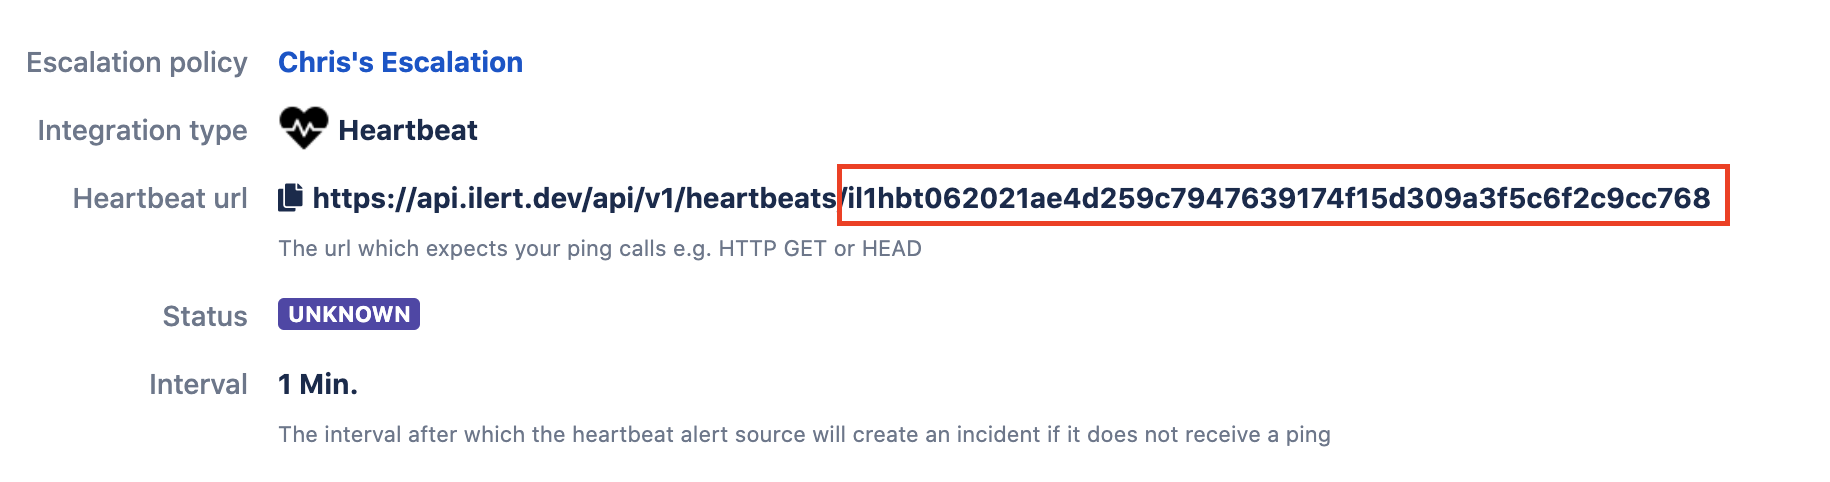 Escalation policy Chris's Escalation
Integration type Heartbeat
Heartbeat url https://api.ilert.dev/api/v1/heartbeats/il1hbt062021ae4d259c7947639174f15d309a3f5c6f2c9cc768
The url which expects your ping calls e.g. HTTP GET or HEAD
Status UNKNOWN
Interval 1 Min.
The interval after which the heartbeat alert source will create an incident if it does not receive a ping